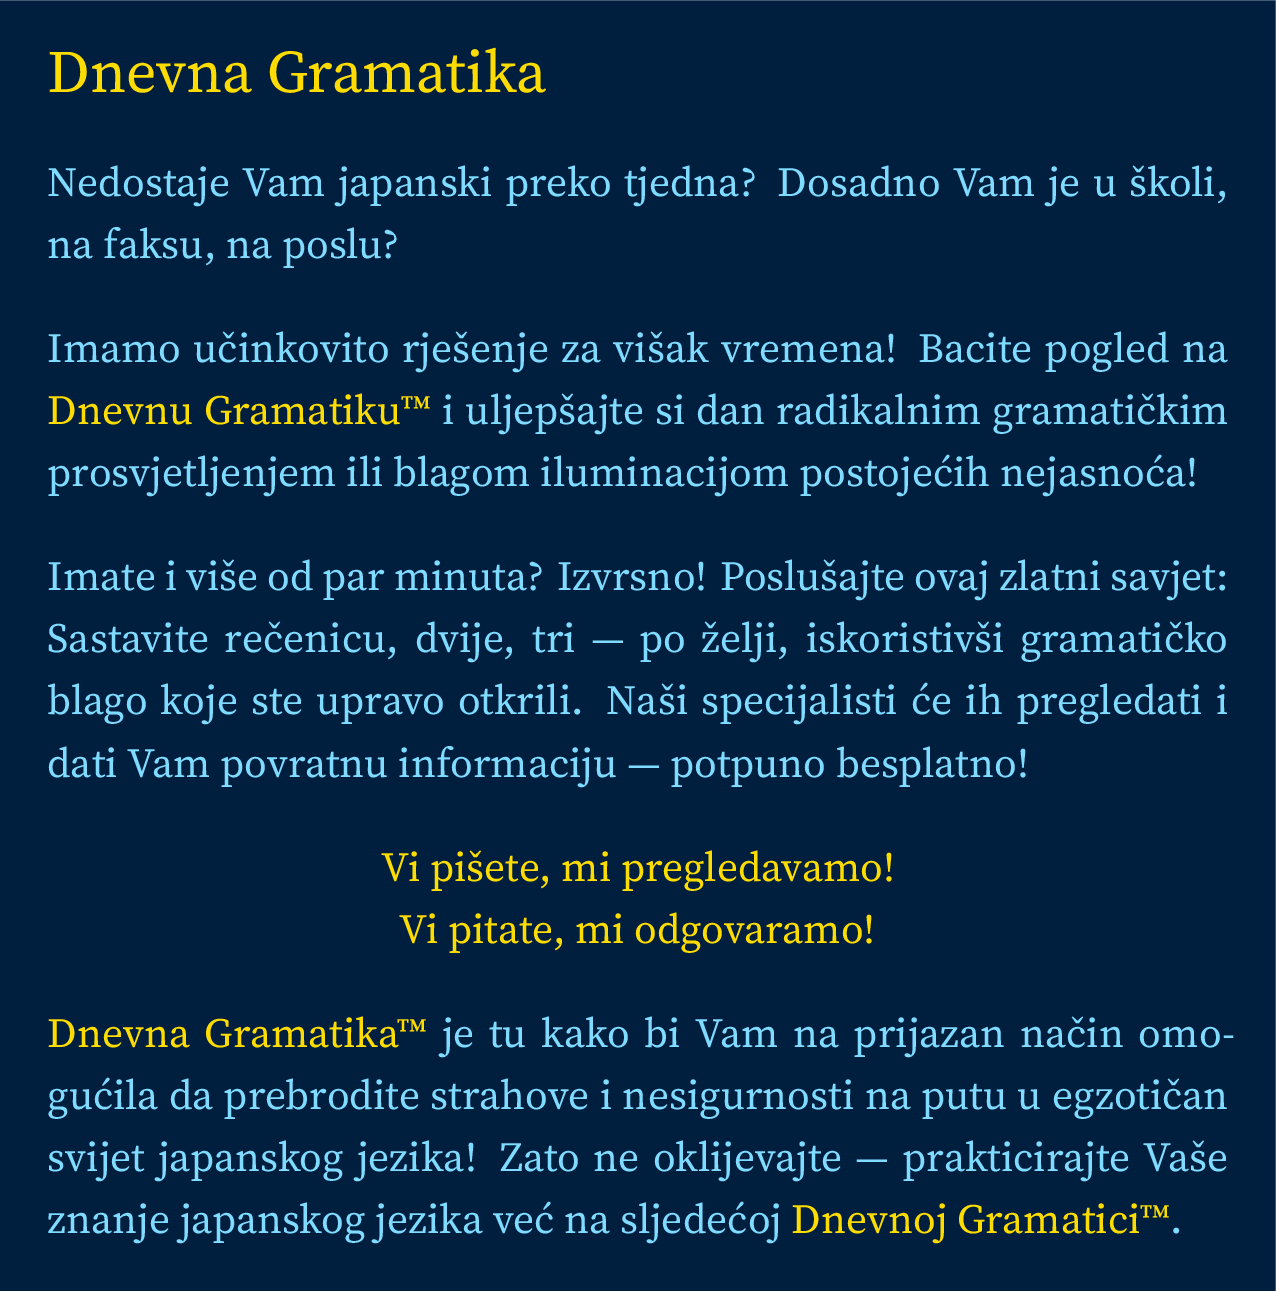 Dnevna Gramatika
Nedostaje Vam japanski preko tjedna? Dosadno Vam je u školi,
na faksu, na poslu?
Imamo učinkovito rješenje za višak vremena! Bacite pogled na
Dnevnu Gramatiku™ i uljepšajte si dan radikalnim gramatičkim
prosvjetljenjem ili blagom iluminacijom postojećih nejasnoća!
Imate i više od par minuta? Izvrsno! Poslušajte ovaj zlatni savjet:
Sastavite rečenicu, dvije, tri — po želji, iskoristivši gramatičko
blago koje ste upravo otkrili. Naši specijalisti će ih pregledati i
dati Vam povratnu informaciju — potpuno besplatno!
Vi pišete, mi pregledavamo!
Vi pitate, mi odgovaramo!
Dnevna Gramatika™ je tu kako bi Vam na prijazan način omo-
gućila da prebrodite strahove i nesigurnosti na putu u egzotičan
svijet japanskog jezika! Zato ne oklijevajte — prakticirajte Vaše
znanje japanskog jezika već na sljedećoj Dnevnoj Gramatici™.